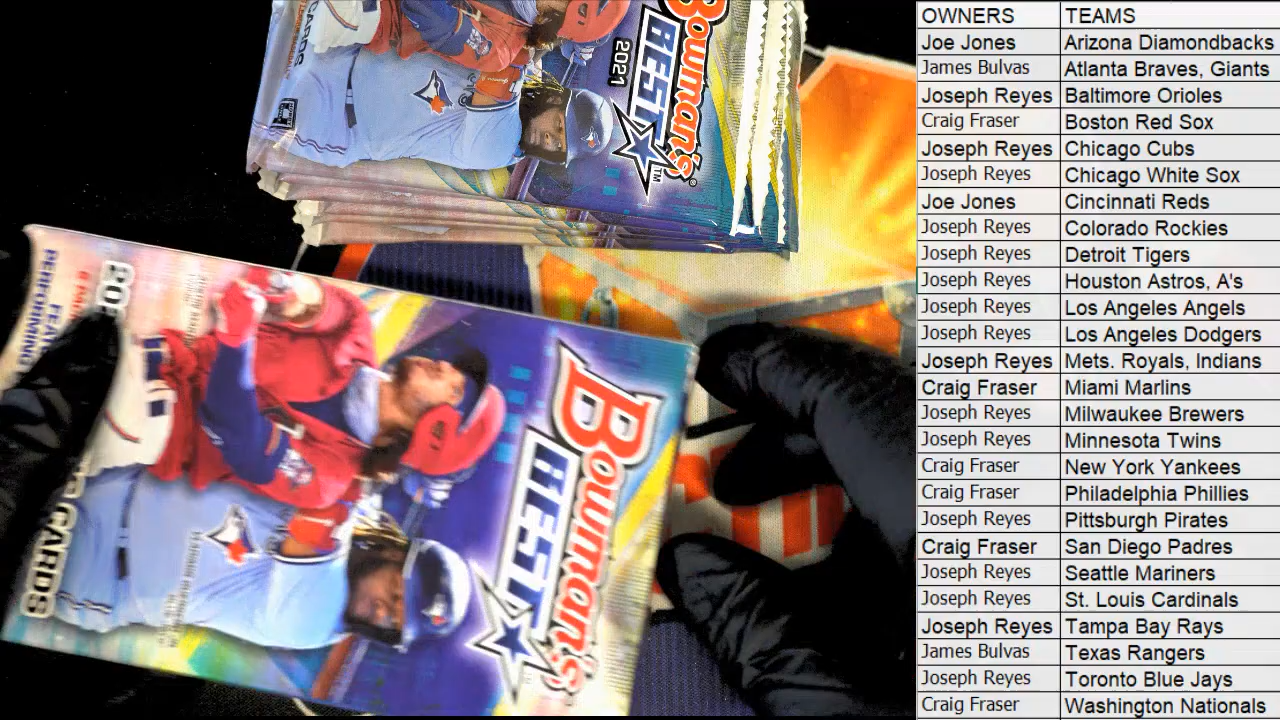 OWNERS TEAMS
Joe Jones Arizona Diamondbacks
James Bulvas Atlanta Braves, Giants
Joseph Reyes Baltimore Orioles
Craig Fraser Boston Red Sox
Joseph Reyes Chicago Cubs
Joseph Reyes Chicago White Sox
Joe Jones Cincinnati Reds
Joseph Reyes Colorado Rockies
Joseph Reyes Detroit Tigers
Joseph Reyes Houston Astros, A's
Joseph Reyes Los Angeles Angels
Joseph Reyes Los Angeles Dodgers
Joseph Reyes Mets. Royals, Indians
Craig Fraser Miami Marlins
Joseph Reyes Milwaukee Brewers
Joseph Reyes Minnesota Twins
Craig Fraser New York Yankees
Craig Fraser Philadelphia Phillies
Joseph Reyes Pittsburgh Pirates
Craig Fraser San Diego Padres
Joseph Reyes Seattle Mariners
Joseph Reyes St. Louis Cardinals
Joseph Reyes Tampa Bay Rays
James Bulvas Texas Rangers
Joseph Reyes Toronto Blue Jays
Craig Fraser Washington Nationals
BOWMAN'S®
BEST™
2021
CARDS
BOWMAN'S
BEST
CARDS
PERFORMING